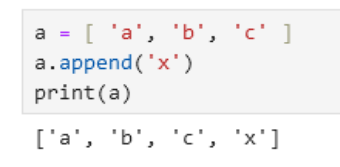 a = [ 'a', 'b', 'c' ]
a.append('x')
print(a)
['a', 'b', 'c', 'x']